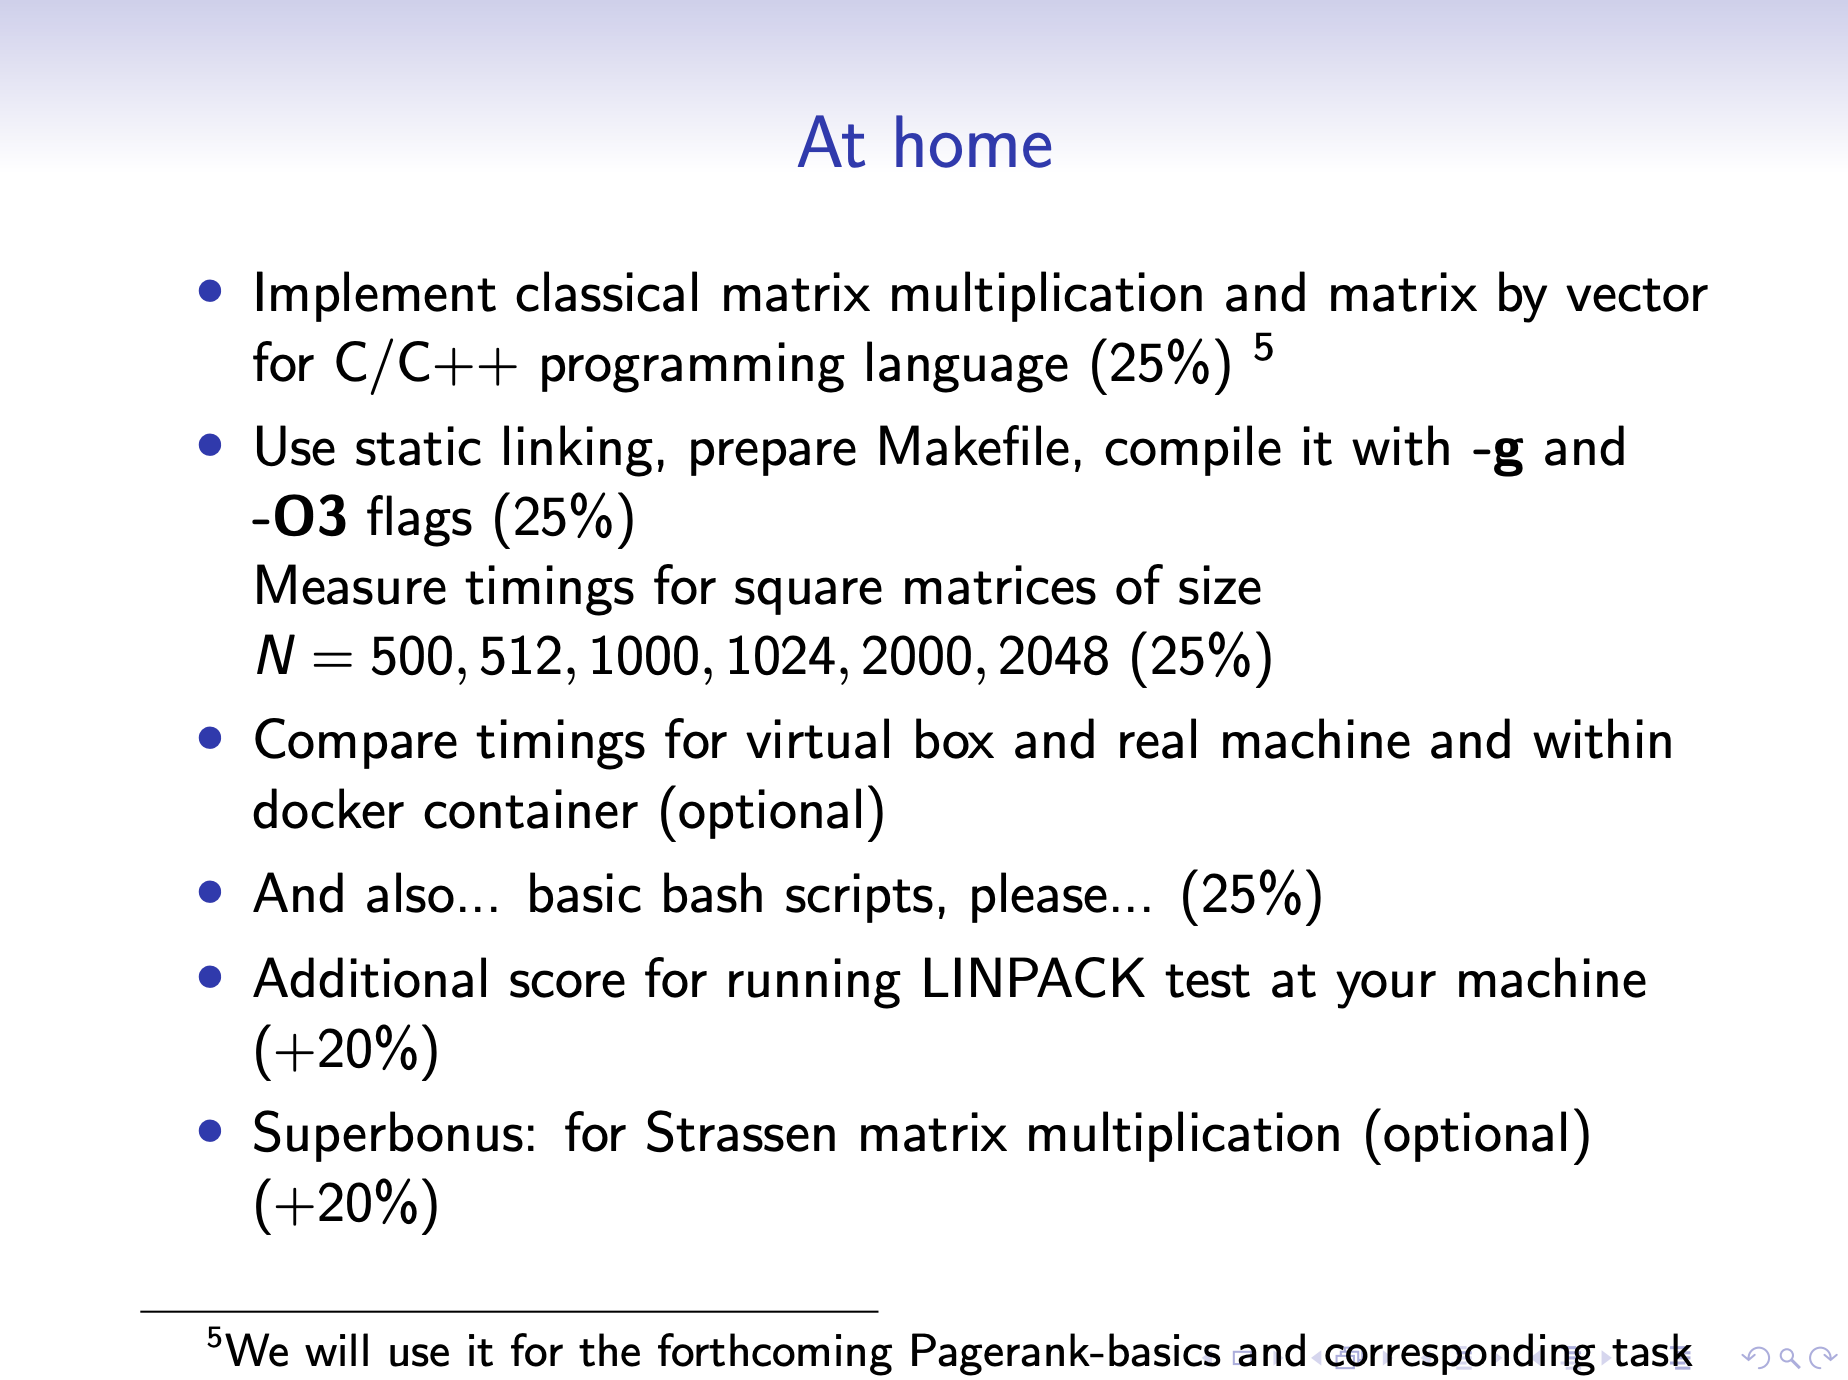 At home
• Implement classical matrix multiplication and matrix by vector
for C/C++ programming language (25%) ⁵
• Use static linking, prepare Makefile, compile it with -g and
-O3 flags (25%)
Measure timings for square matrices of size
N = 500, 512, 1000, 1024, 2000, 2048 (25%)
• Compare timings for virtual box and real machine and within
docker container (optional)
• And also... basic bash scripts, please... (25%)
• Additional score for running LINPACK test at your machine
(+20%)
• Superbonus: for Strassen matrix multiplication (optional)
(+20%)
⁵We will use it for the forthcoming Pagerank-basics and corresponding task